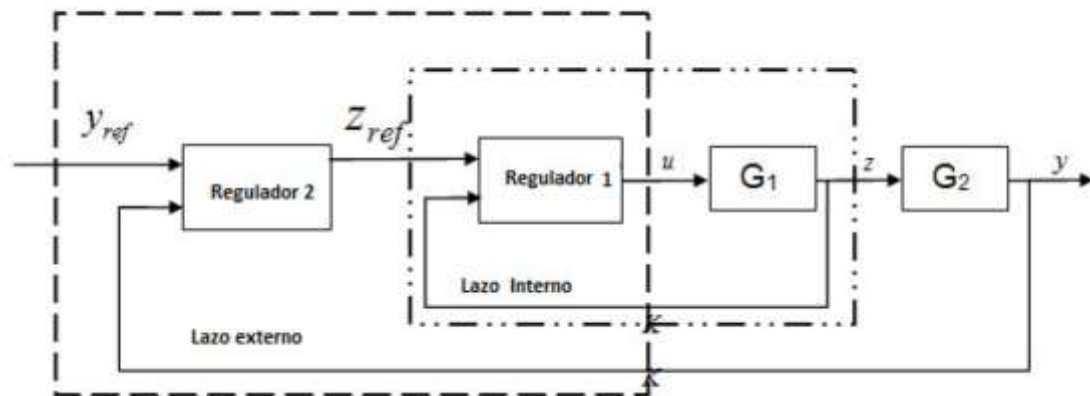 y_ref
z_ref
Regulador 2
Regulador 1
u
G1
z
G2
y
Lazo Interno
Lazo externo